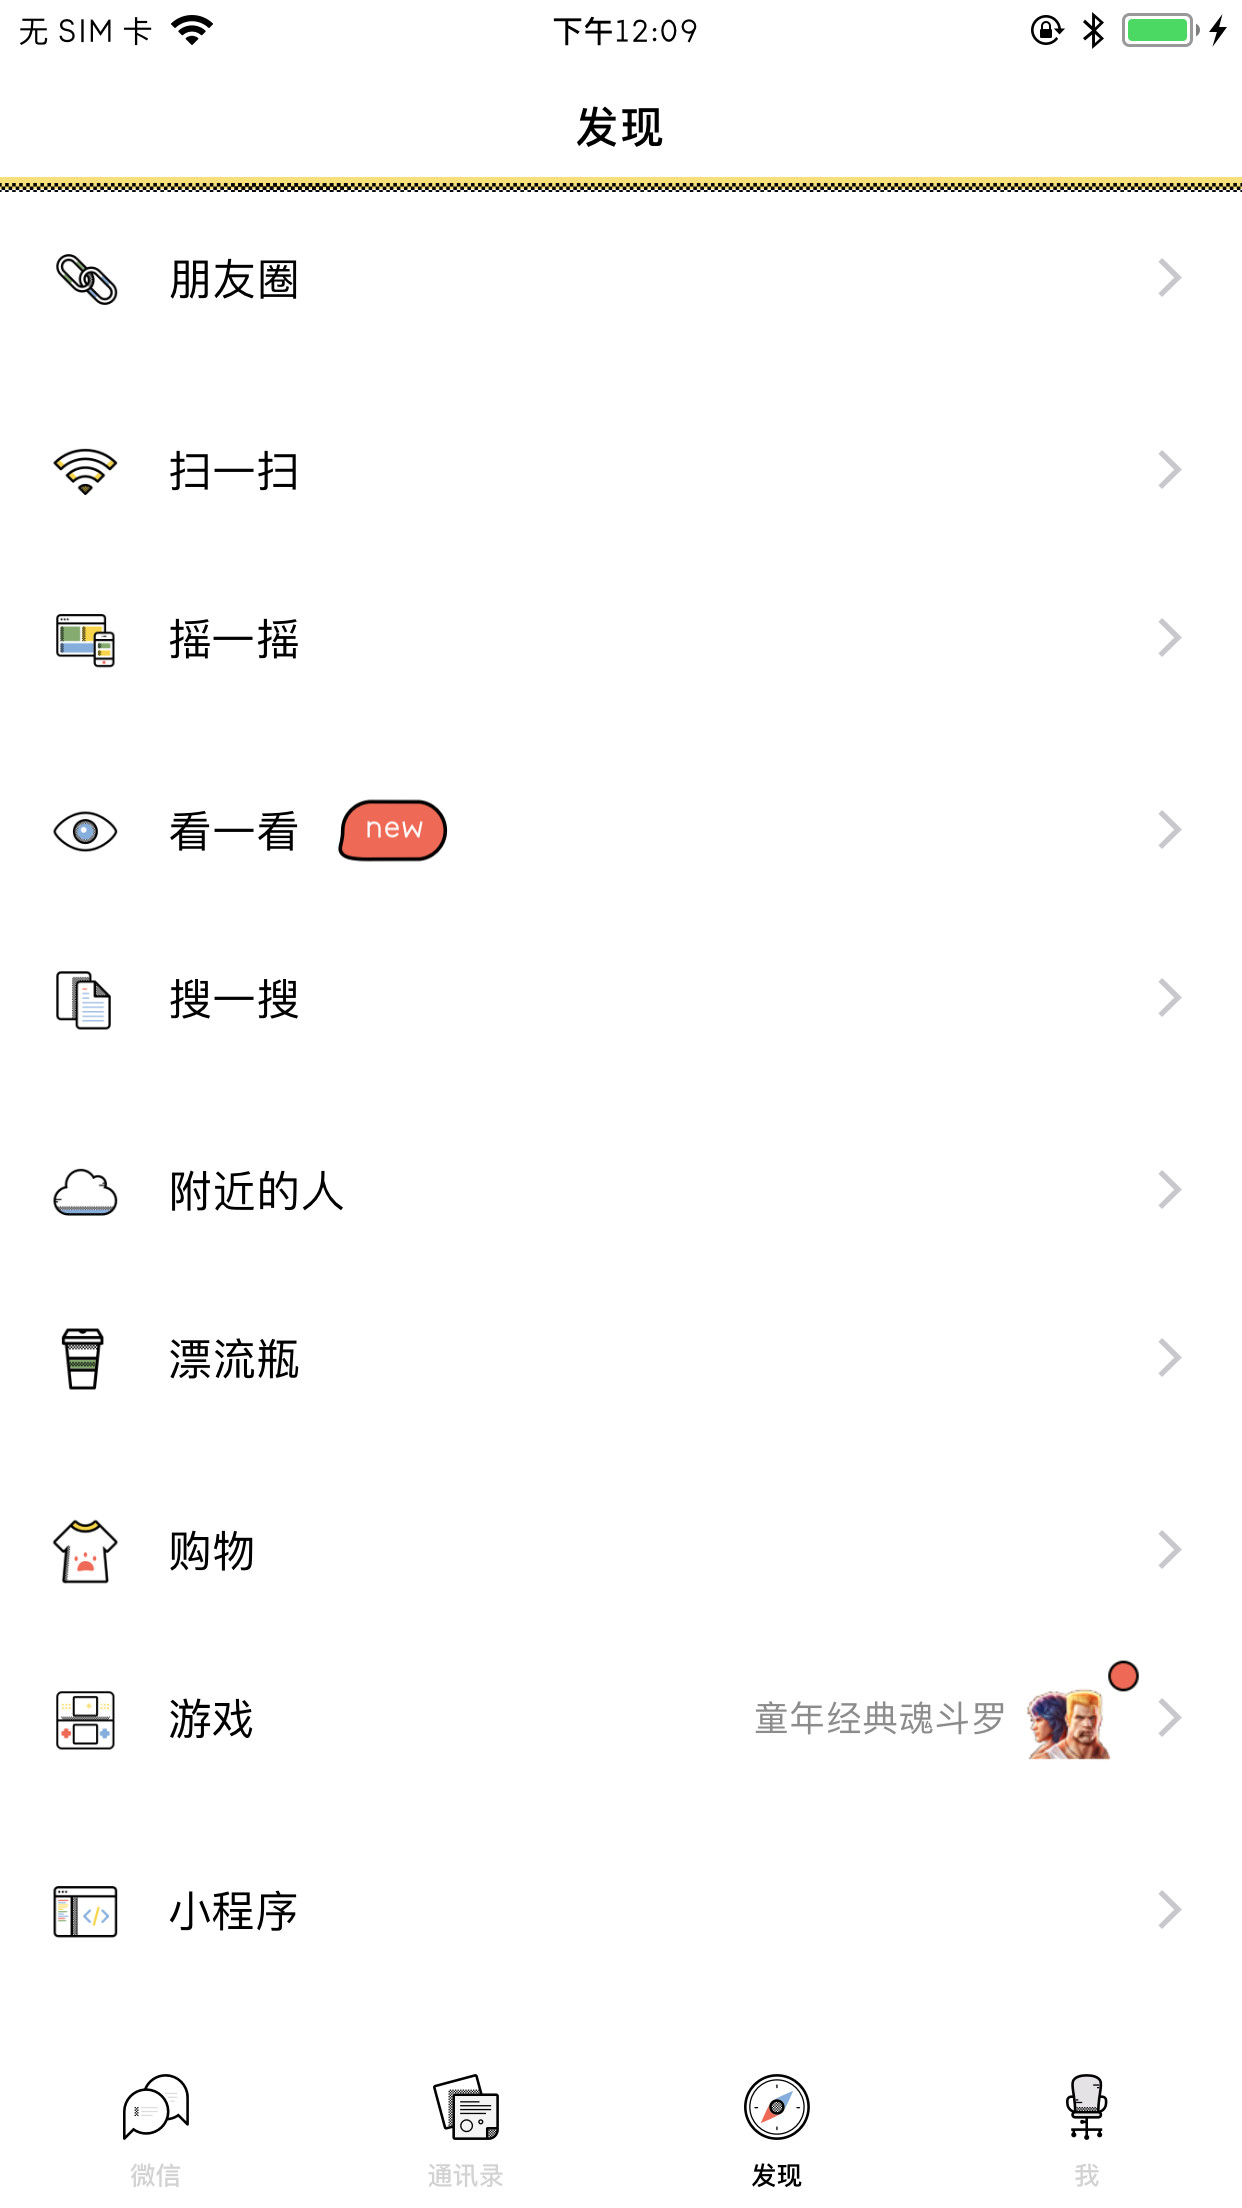 无 SIM 卡 下午12:09
发现
朋友圈
扫一扫
摇一摇
看一看 new
搜一搜
附近的人
漂流瓶
购物
游戏 童年经典魂斗罗
小程序
微信 通讯录 发现 我